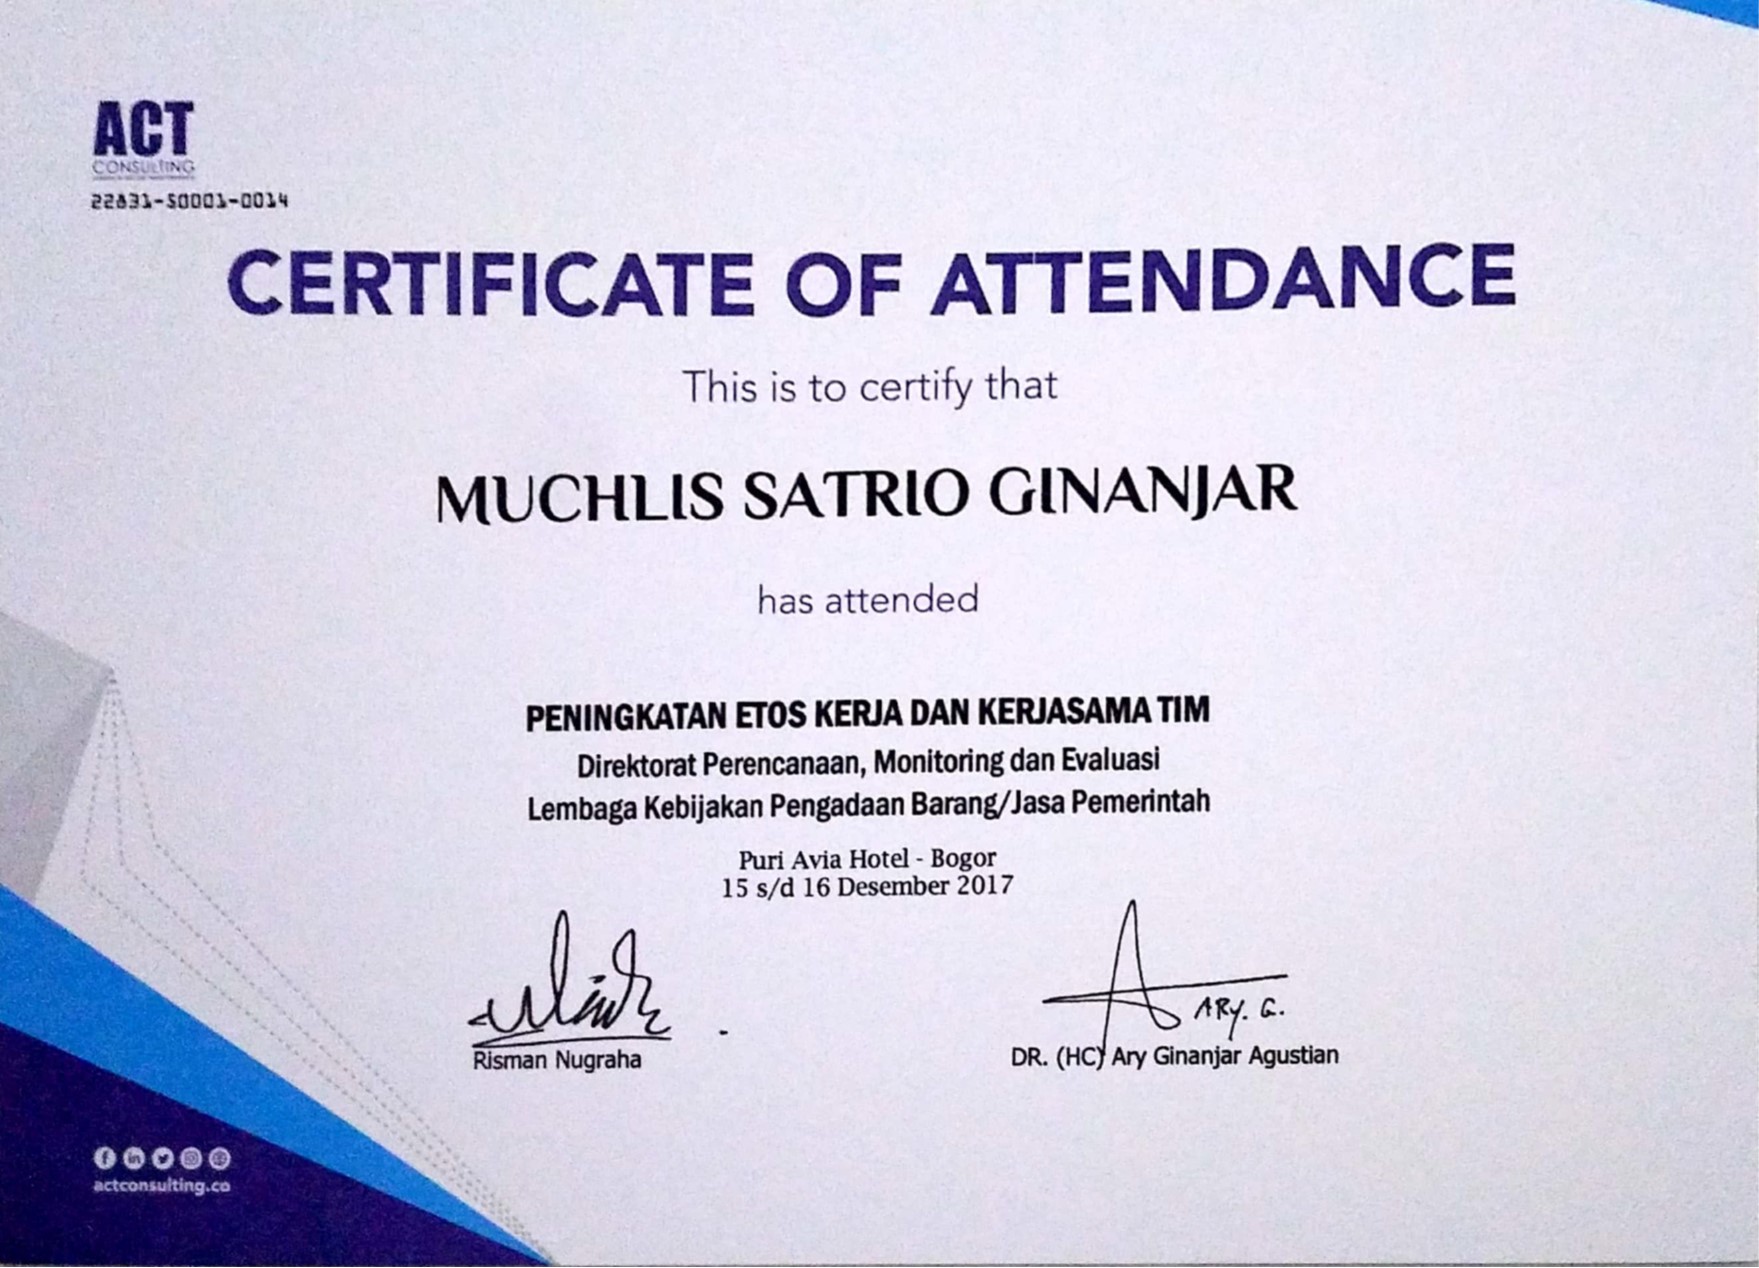 ACT
CONSULTING
22831-S0001-0014
CERTIFICATE OF ATTENDANCE
This is to certify that
MUCHLIS SATRIO GINANJAR
has attended
PENINGKATAN ETOS KERJA DAN KERJASAMA TIM
Direktorat Perencanaan, Monitoring dan Evaluasi
Lembaga Kebijakan Pengadaan Barang/Jasa Pemerintah
Puri Avia Hotel - Bogor
15 s/d 16 Desember 2017
ARY. G.
Risman Nugraha
DR. (HC) Ary Ginanjar Agustian
actconsulting.co